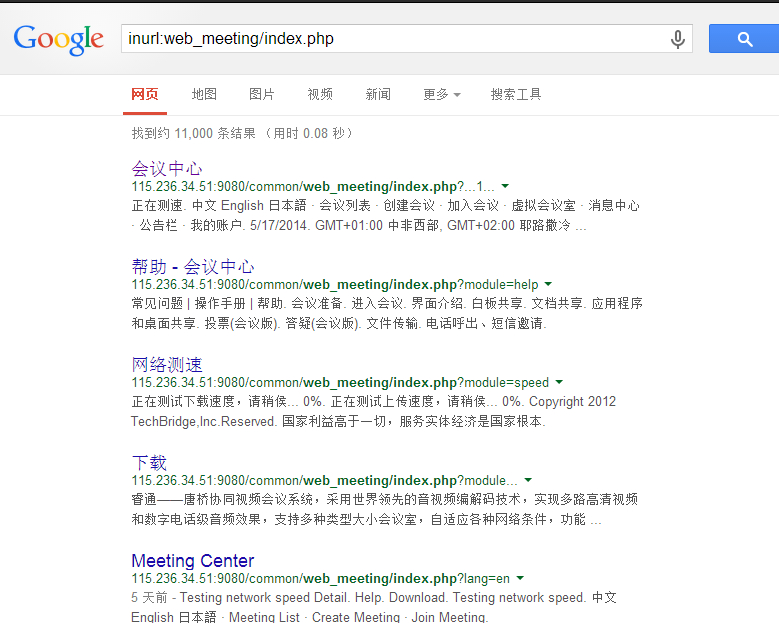 Google
inurl:web_meeting/index.php
网页 地图 图片 视频 新闻 更多 搜索工具
找到约 11,000 条结果 （用时 0.08 秒）
会议中心
115.236.34.51:9080/common/web_meeting/index.php?...1...
正在测速. 中文 English 日本語 · 会议列表 · 创建会议 · 加入会议 · 虚拟会议室 · 消息中心
· 公告栏 · 我的账户. 5/17/2014. GMT+01:00 中非西部, GMT+02:00 耶路撒冷 ...
帮助 - 会议中心
115.236.34.51:9080/common/web_meeting/index.php?module=help
常见问题 | 操作手册 | 帮助. 会议准备. 进入会议. 界面介绍. 白板共享. 文档共享. 应用程序
和桌面共享. 投票(会议版). 答疑(会议版). 文件传输. 电话呼出、短信邀请.
网络测速
115.236.34.51:9080/common/web_meeting/index.php?module=speed
正在测试下载速度，请稍侯... 0%. 正在测试上传速度，请稍侯... 0%. Copyright 2012
TechBridge,Inc.Reserved. 国家利益高于一切，服务实体经济是国家根本.
下载
115.236.34.51:9080/common/web_meeting/index.php?module...
睿通——唐桥协同视频会议系统，采用世界领先的音视频编解码技术，实现多路高清视频
和数字电话级音频效果，支持多种类型大小会议室，自适应各种网络条件，功能 ...
Meeting Center
115.236.34.51:9080/common/web_meeting/index.php?lang=en
5 天前 - Testing network speed Detail. Help. Download. Testing network speed. 中文
English 日本語 · Meeting List · Create Meeting · Join Meeting.